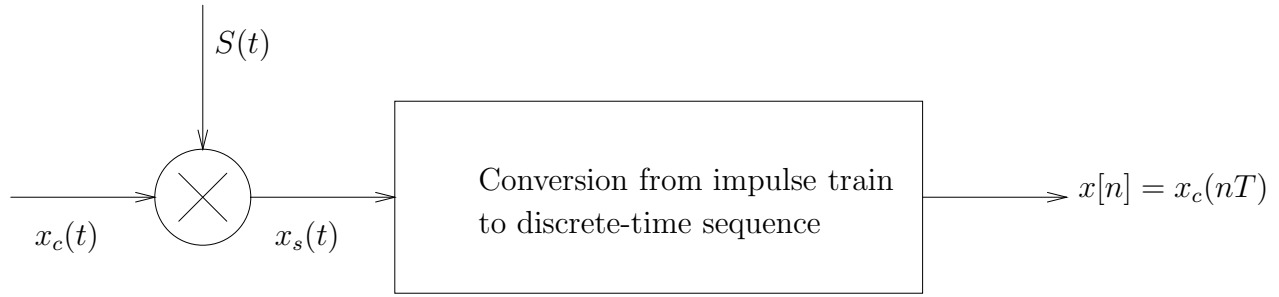 S(t)
Conversion from impulse train
to discrete-time sequence
x[n] = x_c(nT)
x_c(t)
x_s(t)